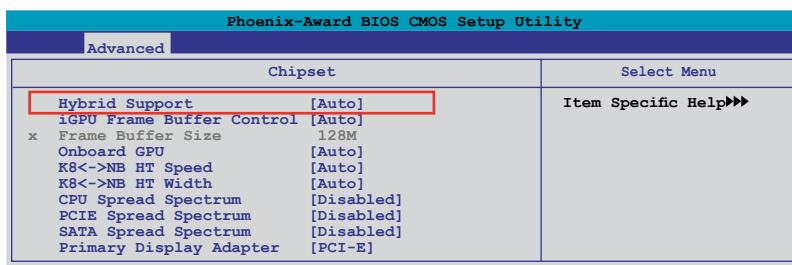 Phoenix-Award BIOS CMOS Setup Utility
Advanced
Chipset
Select Menu
Hybrid Support [Auto]
iGPU Frame Buffer Control [Auto]
x Frame Buffer Size 128M
Onboard GPU [Auto]
K8<->NB HT Speed [Auto]
K8<->NB HT Width [Auto]
CPU Spread Spectrum [Disabled]
PCIE Spread Spectrum [Disabled]
SATA Spread Spectrum [Disabled]
Primary Display Adapter [PCI-E]
Item Specific Help